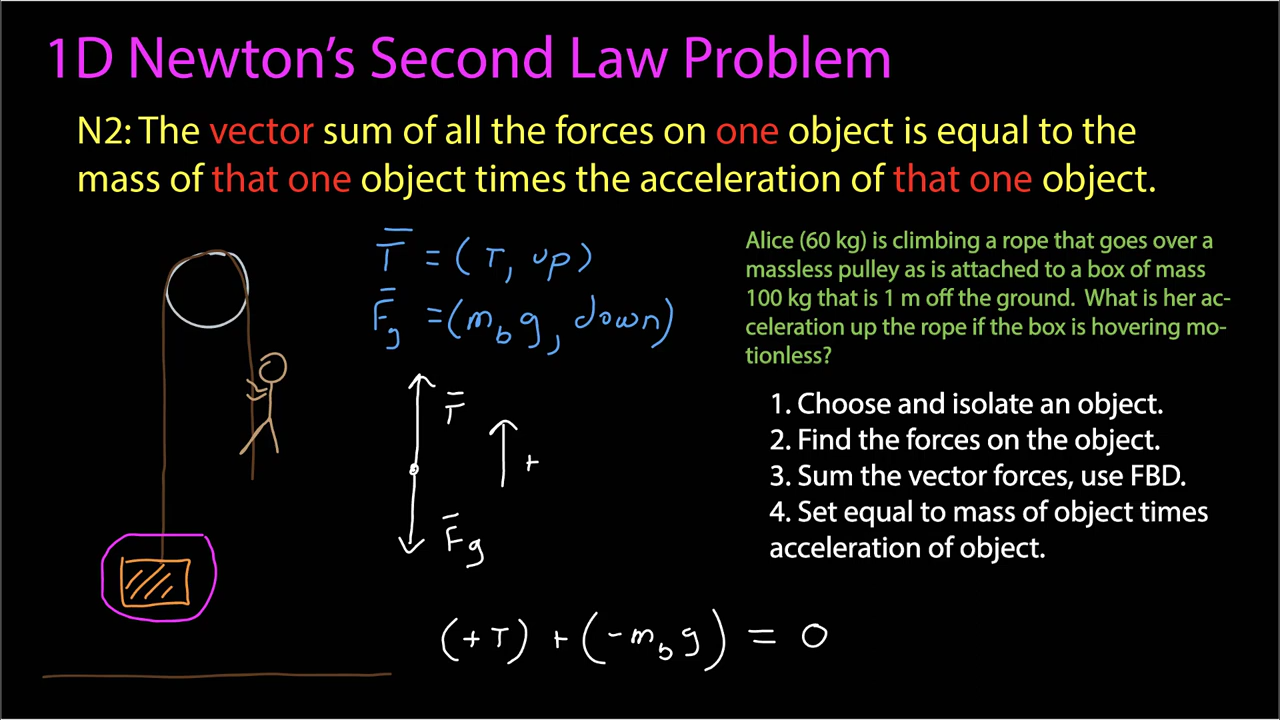 1D Newton's Second Law Problem
N2: The vector sum of all the forces on one object is equal to the
mass of that one object times the acceleration of that one object.
T̅ = (T, up)
F̅g = (m_b g, down)
T̅
+
F̅g
Alice (60 kg) is climbing a rope that goes over a
massless pulley as is attached to a box of mass
100 kg that is 1 m off the ground. What is her ac-
celeration up the rope if the box is hovering mo-
tionless?
1. Choose and isolate an object.
2. Find the forces on the object.
3. Sum the vector forces, use FBD.
4. Set equal to mass of object times
acceleration of object.
(+T) + (-m_b g) = 0